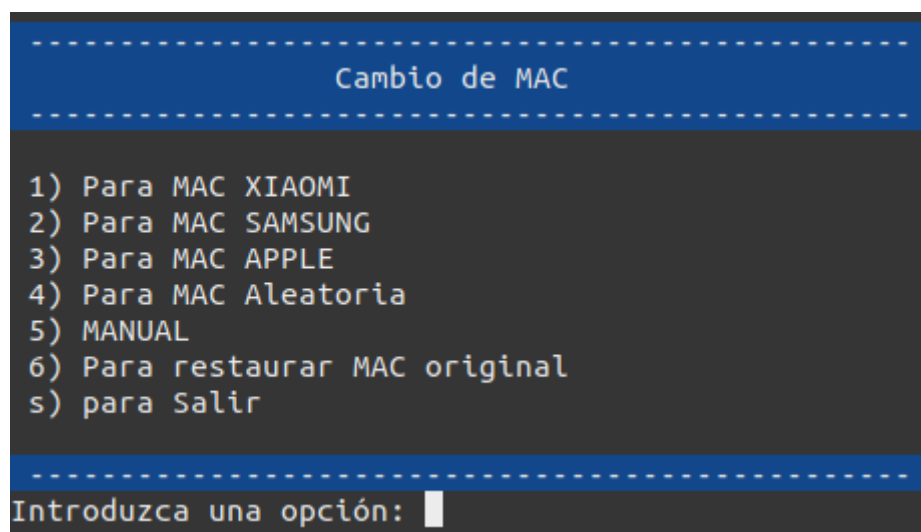 - - - - - - - - - - - - - - - - - - - - - - - - - - - - - - - - - - - - - - - - - - - - - - - - -
Cambio de MAC
- - - - - - - - - - - - - - - - - - - - - - - - - - - - - - - - - - - - - - - - - - - - - - - - -
1) Para MAC XIAOMI
2) Para MAC SAMSUNG
3) Para MAC APPLE
4) Para MAC Aleatoria
5) MANUAL
6) Para restaurar MAC original
s) para Salir
- - - - - - - - - - - - - - - - - - - - - - - - - - - - - - - - - - - - - - - - - - - - - - - - -
Introduzca una opción: